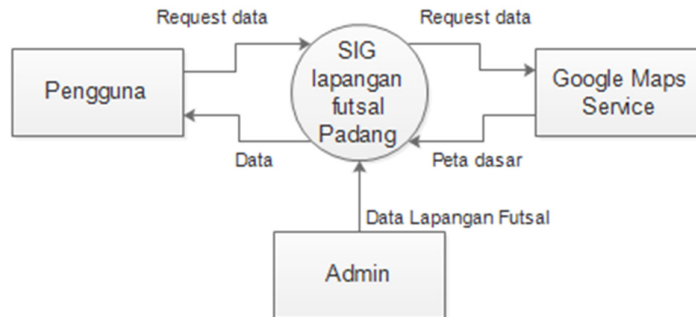 Request data
Request data
Pengguna
SIG
lapangan
futsal
Padang
Google Maps
Service
Data
Peta dasar
Data Lapangan Futsal
Admin